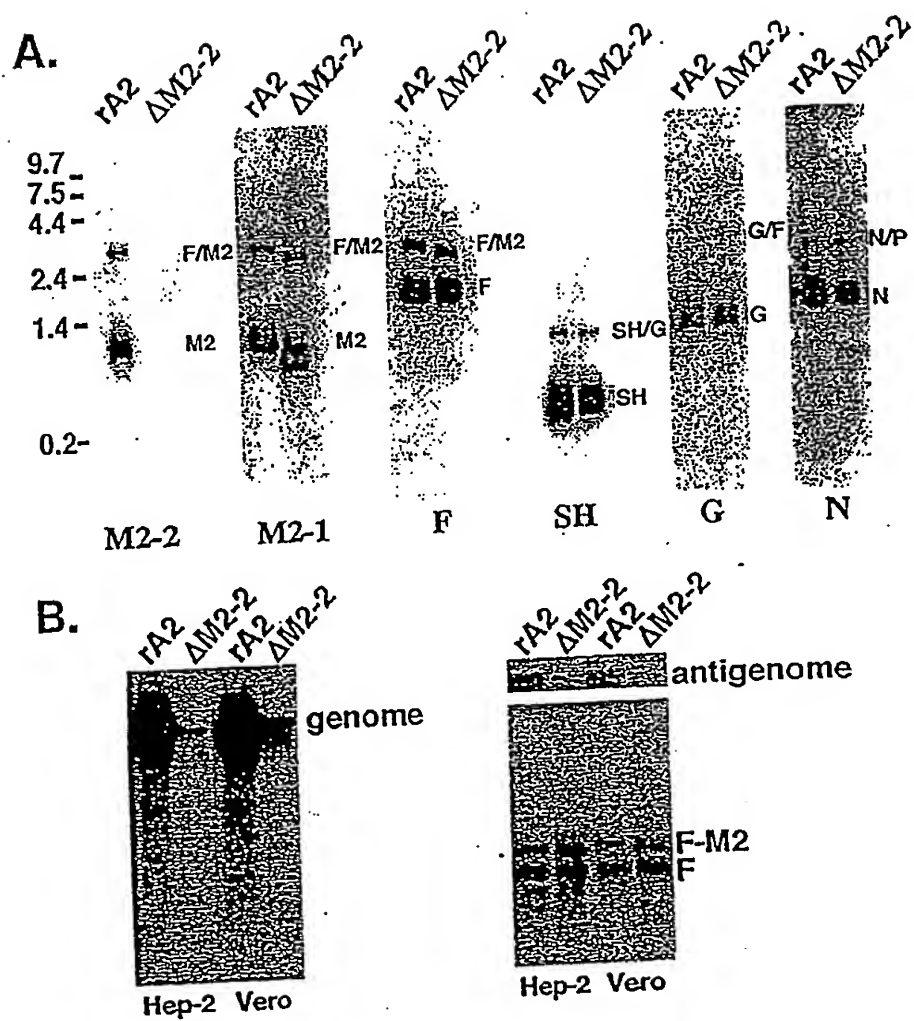 A.
rA2 ΔM2-2 rA2 ΔM2-2 rA2 ΔM2-2 rA2 ΔM2-2 rA2 ΔM2-2 rA2 ΔM2-2
9.7
7.5
4.4
2.4
1.4
0.2
F/M2
M2
F/M2
M2
F/M2
F
SH/G
SH
G/F
G
N/P
N
M2-2 M2-1 F SH G N
B.
rA2 ΔM2-2 rA2 ΔM2-2
genome
Hep-2 Vero
rA2 ΔM2-2 rA2 ΔM2-2
antigenome
F-M2
F
Hep-2 Vero